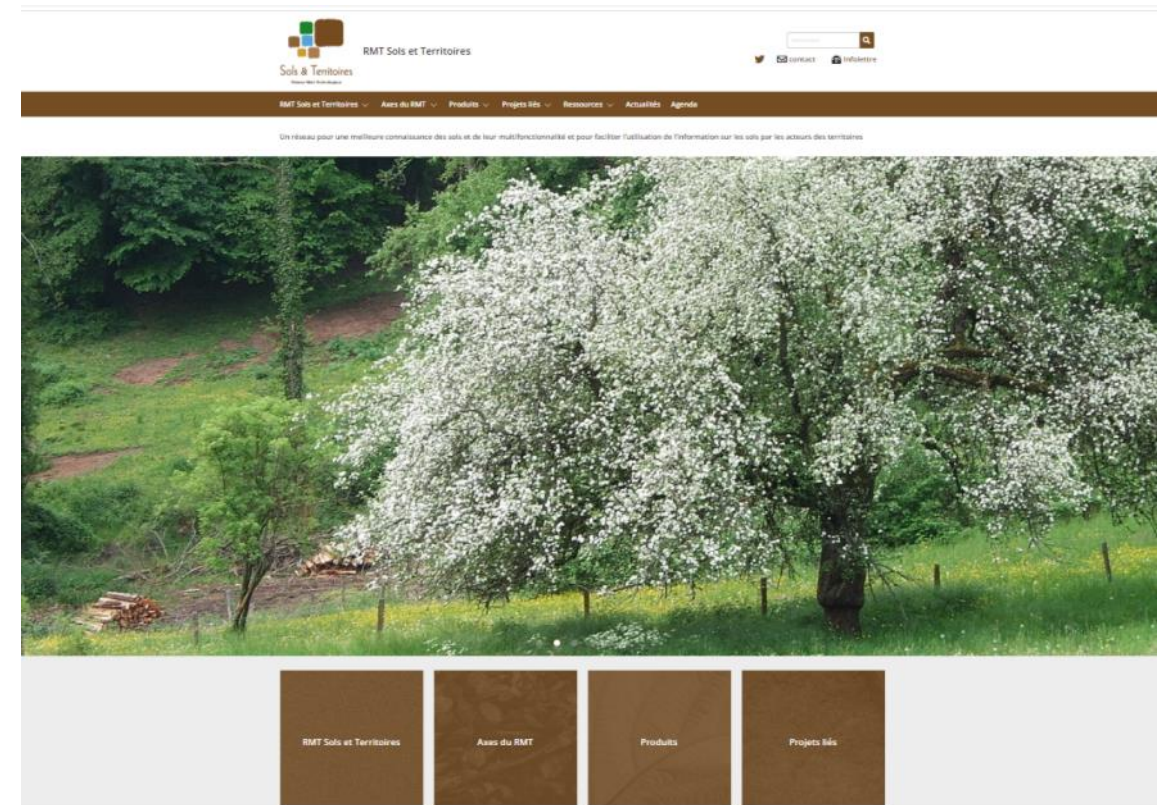 RMT Sols et Territoires
Sols & Territoires
contact
Infolettre
RMT Sols et Territoires
Axes du RMT
Produits
Projets liés
Ressources
Actualités
Agenda
Un réseau pour une meilleure connaissance des sols et de leur multifonctionnalité et pour faciliter l'utilisation de l'information sur les sols par les acteurs des territoires
RMT Sols et Territoires
Axes du RMT
Produits
Projets liés